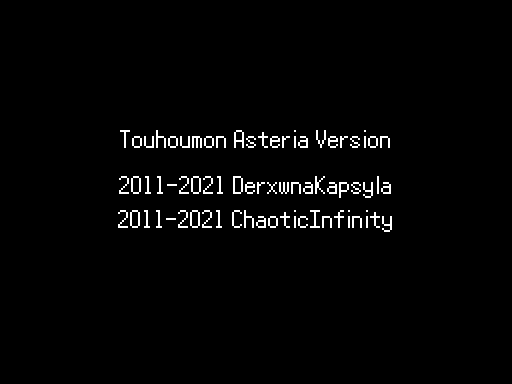 Touhoumon Asteria Version
2011-2021 DerxwnaKapsyla
2011-2021 ChaoticInfinity